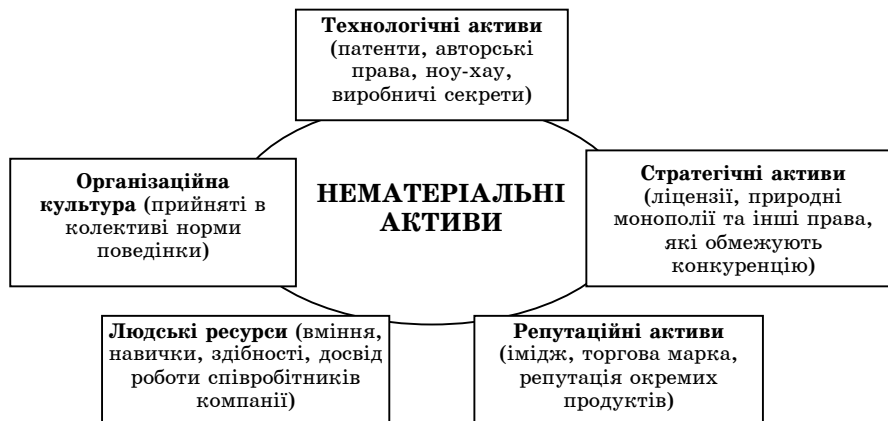 Технологічні активи
(патенти, авторські
права, ноу-хау,
виробничі секрети)
Організаційна
культура (прийняті в
колективі норми
поведінки)
НЕМАТЕРІАЛЬНІ
АКТИВИ
Стратегічні активи
(ліцензії, природні
монополії та інші права,
які обмежують
конкуренцію)
Людські ресурси (вміння,
навички, здібності, досвід
роботи співробітників
компанії)
Репутаційні активи
(імідж, торгова марка,
репутація окремих
продуктів)